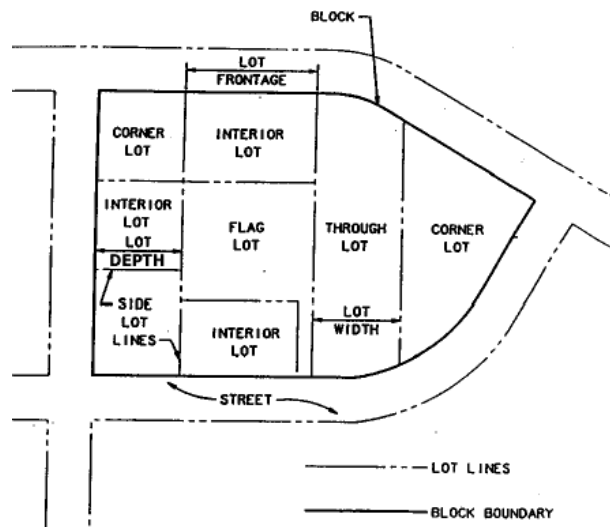 BLOCK
LOT
FRONTAGE
CORNER
LOT
INTERIOR
LOT
INTERIOR
LOT
LOT
DEPTH
FLAG
LOT
THROUGH
LOT
CORNER
LOT
SIDE
LOT
LINES
INTERIOR
LOT
LOT
WIDTH
STREET
LOT LINES
BLOCK BOUNDARY